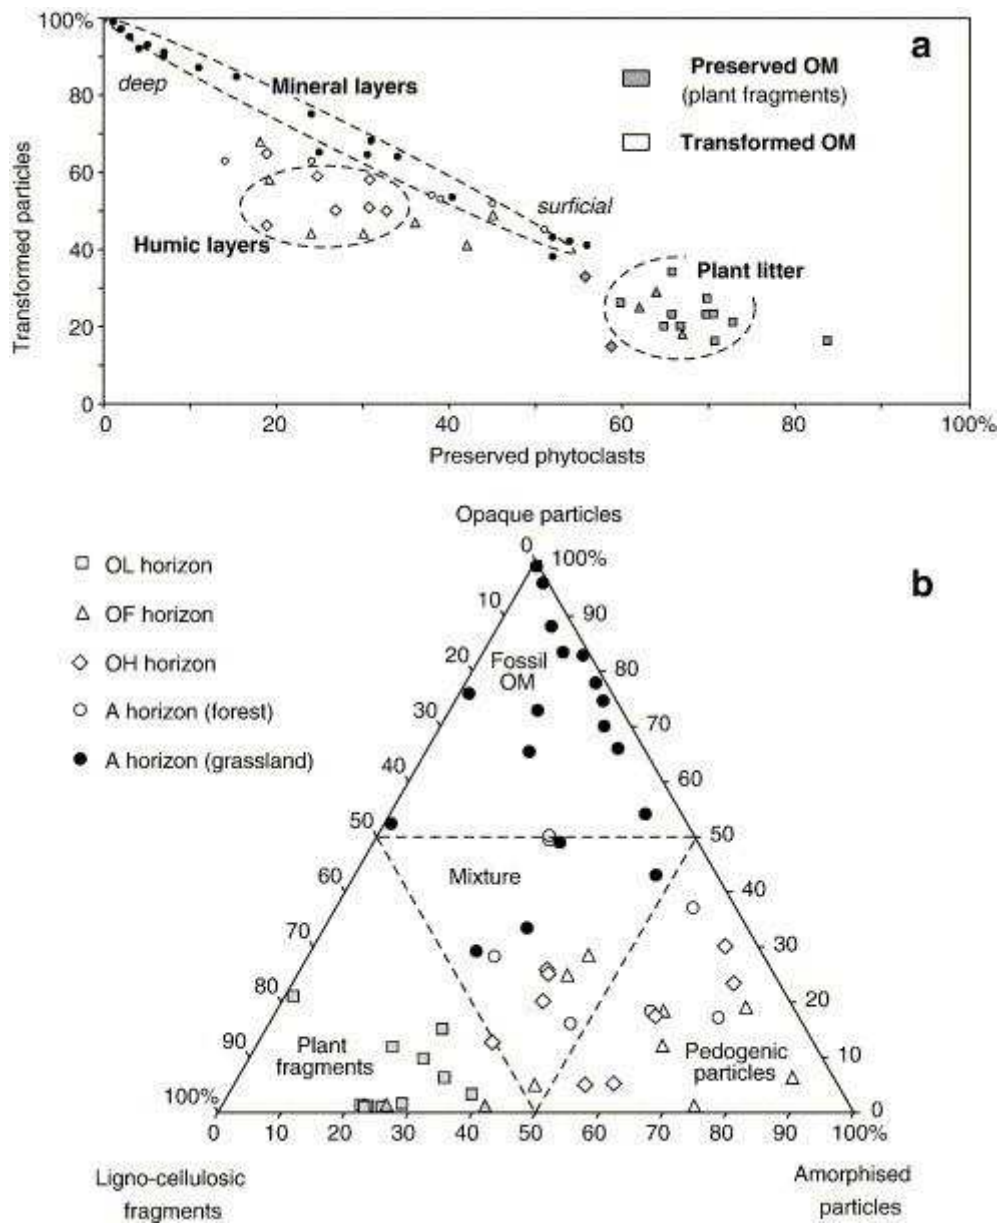 100%
a
Preserved OM
(plant fragments)
Transformed OM
Mineral layers
deep
80
60
40
20
0
Transformed particles
surficial
Humic layers
Plant litter
0 20 40 60 80 100%
Preserved phytoclasts
Opaque particles
b
0 100%
OL horizon
OF horizon
OH horizon
A horizon (forest)
A horizon (grassland)
10 90
20 80
Fossil
OM
30 70
40 60
50 50
Mixture
60 40
70 30
80 20
Plant
fragments
Pedogenic
particles
90 10
100% 0
0 10 20 30 40 50 60 70 80 90 100%
Ligno-cellulosic
fragments
Amorphised
particles